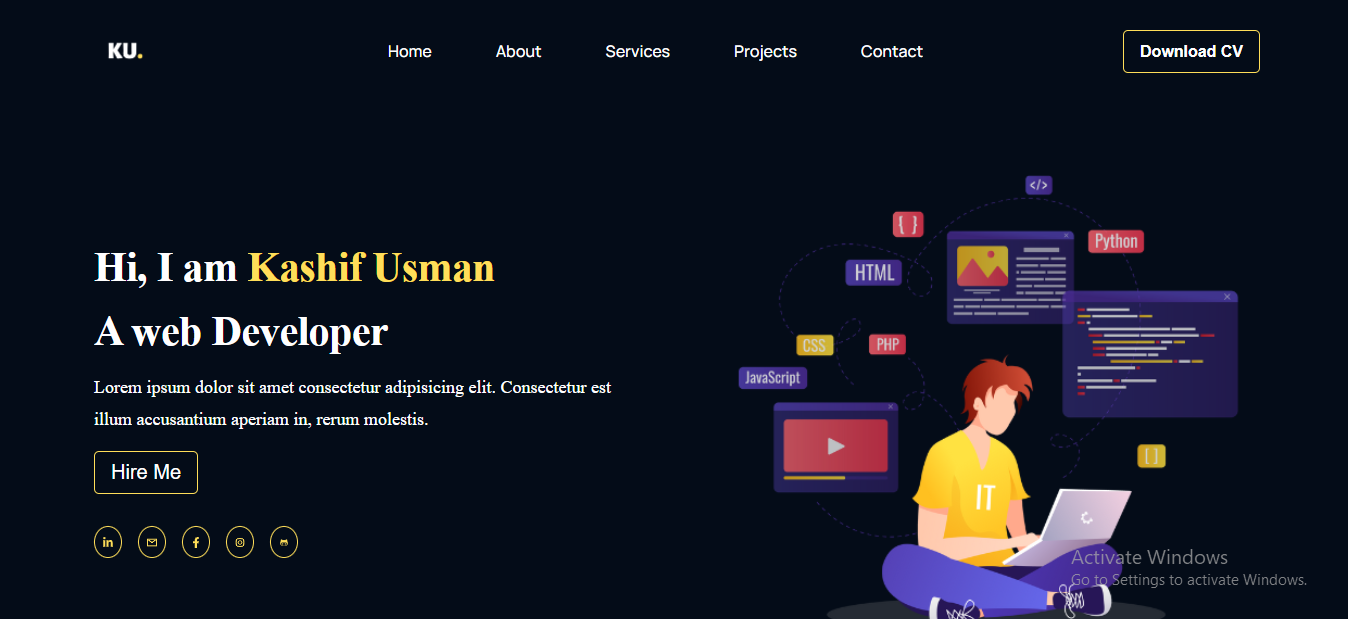 KU.
Home
About
Services
Projects
Contact
Download CV
Hi, I am Kashif Usman
A web Developer
Lorem ipsum dolor sit amet consectetur adipisicing elit. Consectetur est
illum accusantium aperiam in, rerum molestis.
Hire Me
in
f
</>
{ }
Python
HTML
CSS
PHP
JavaScript
[ ]
IT
Activate Windows
Go to Settings to activate Windows.